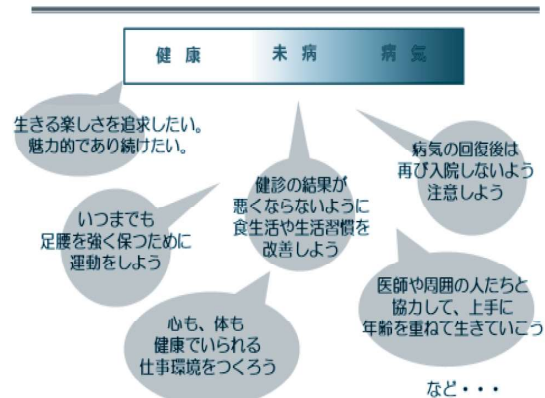 健康 未病 病気
生きる楽しさを追求したい。
魅力的であり続けたい。
病気の回復後は
再び入院しないよう
注意しよう
健診の結果が
悪くならないように
食生活や生活習慣を
改善しよう
いつまでも
足腰を強く保つために
運動をしよう
医師や周囲の人たちと
協力して、上手に
年齢を重ねて生きていこう
心も、体も
健康でいられる
仕事環境をつくろう
など・・・